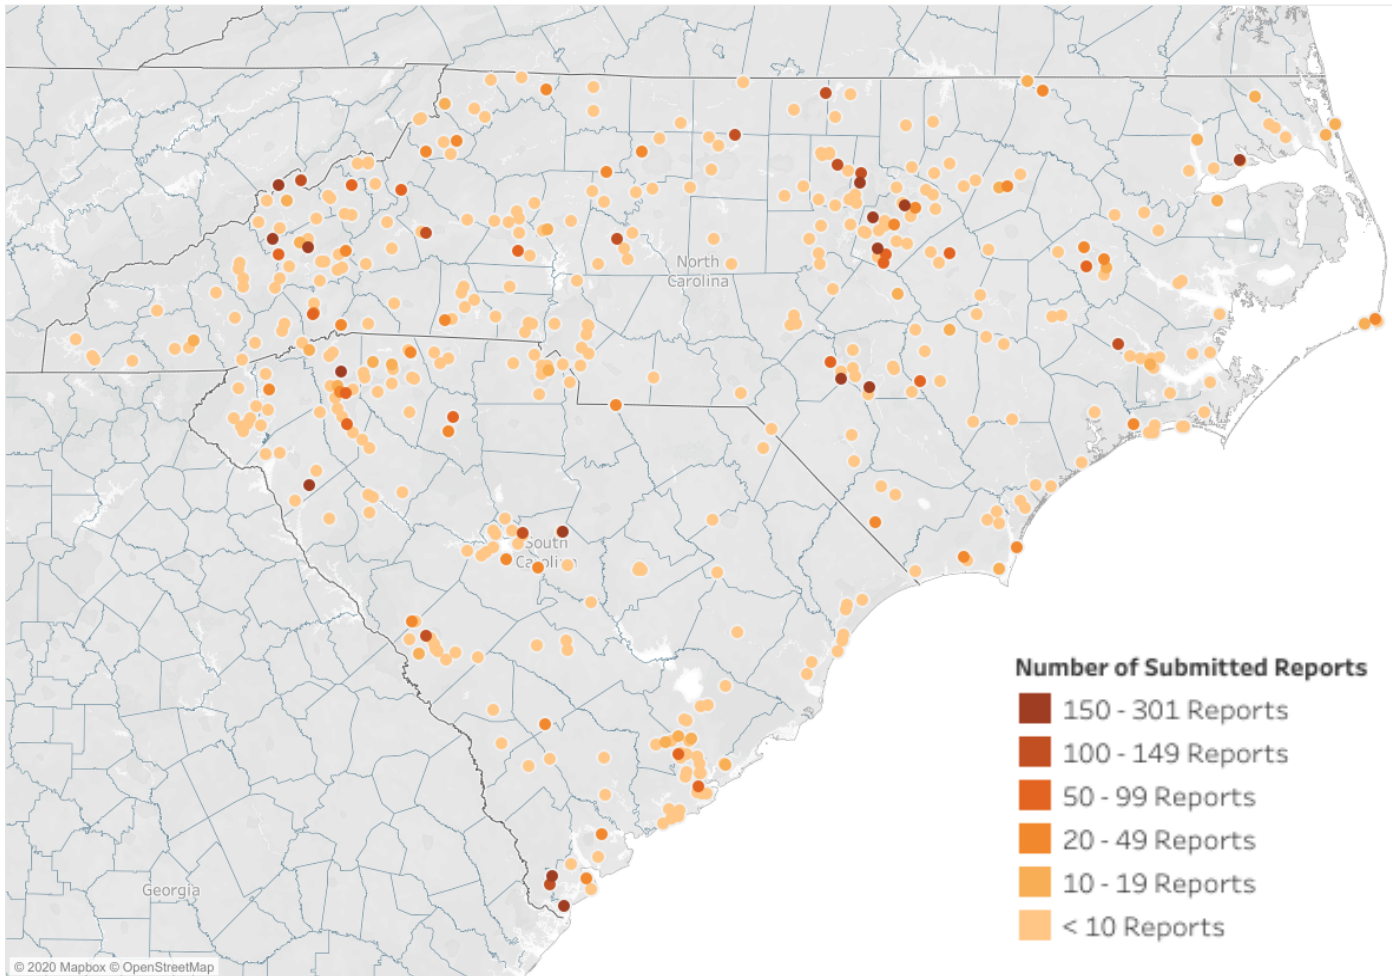 North
Carolina
South
Carolina
Georgia
Number of Submitted Reports
150 - 301 Reports
100 - 149 Reports
50 - 99 Reports
20 - 49 Reports
10 - 19 Reports
< 10 Reports
© 2020 Mapbox © OpenStreetMap